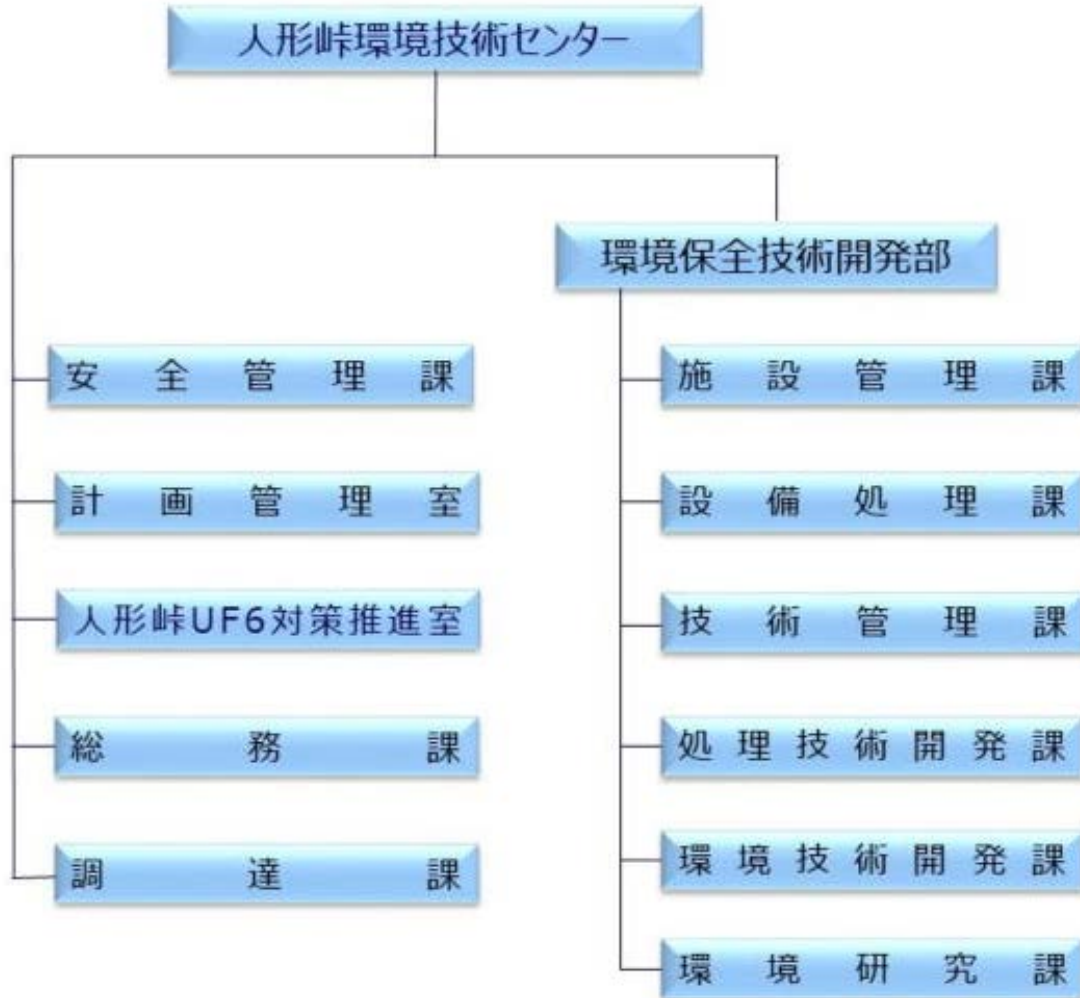 人形峠環境技術センター
環境保全技術開発部
安全管理課
計画管理室
人形峠UF6対策推進室
総務課
調達課
施設管理課
設備処理課
技術管理課
処理技術開発課
環境技術開発課
環境研究課